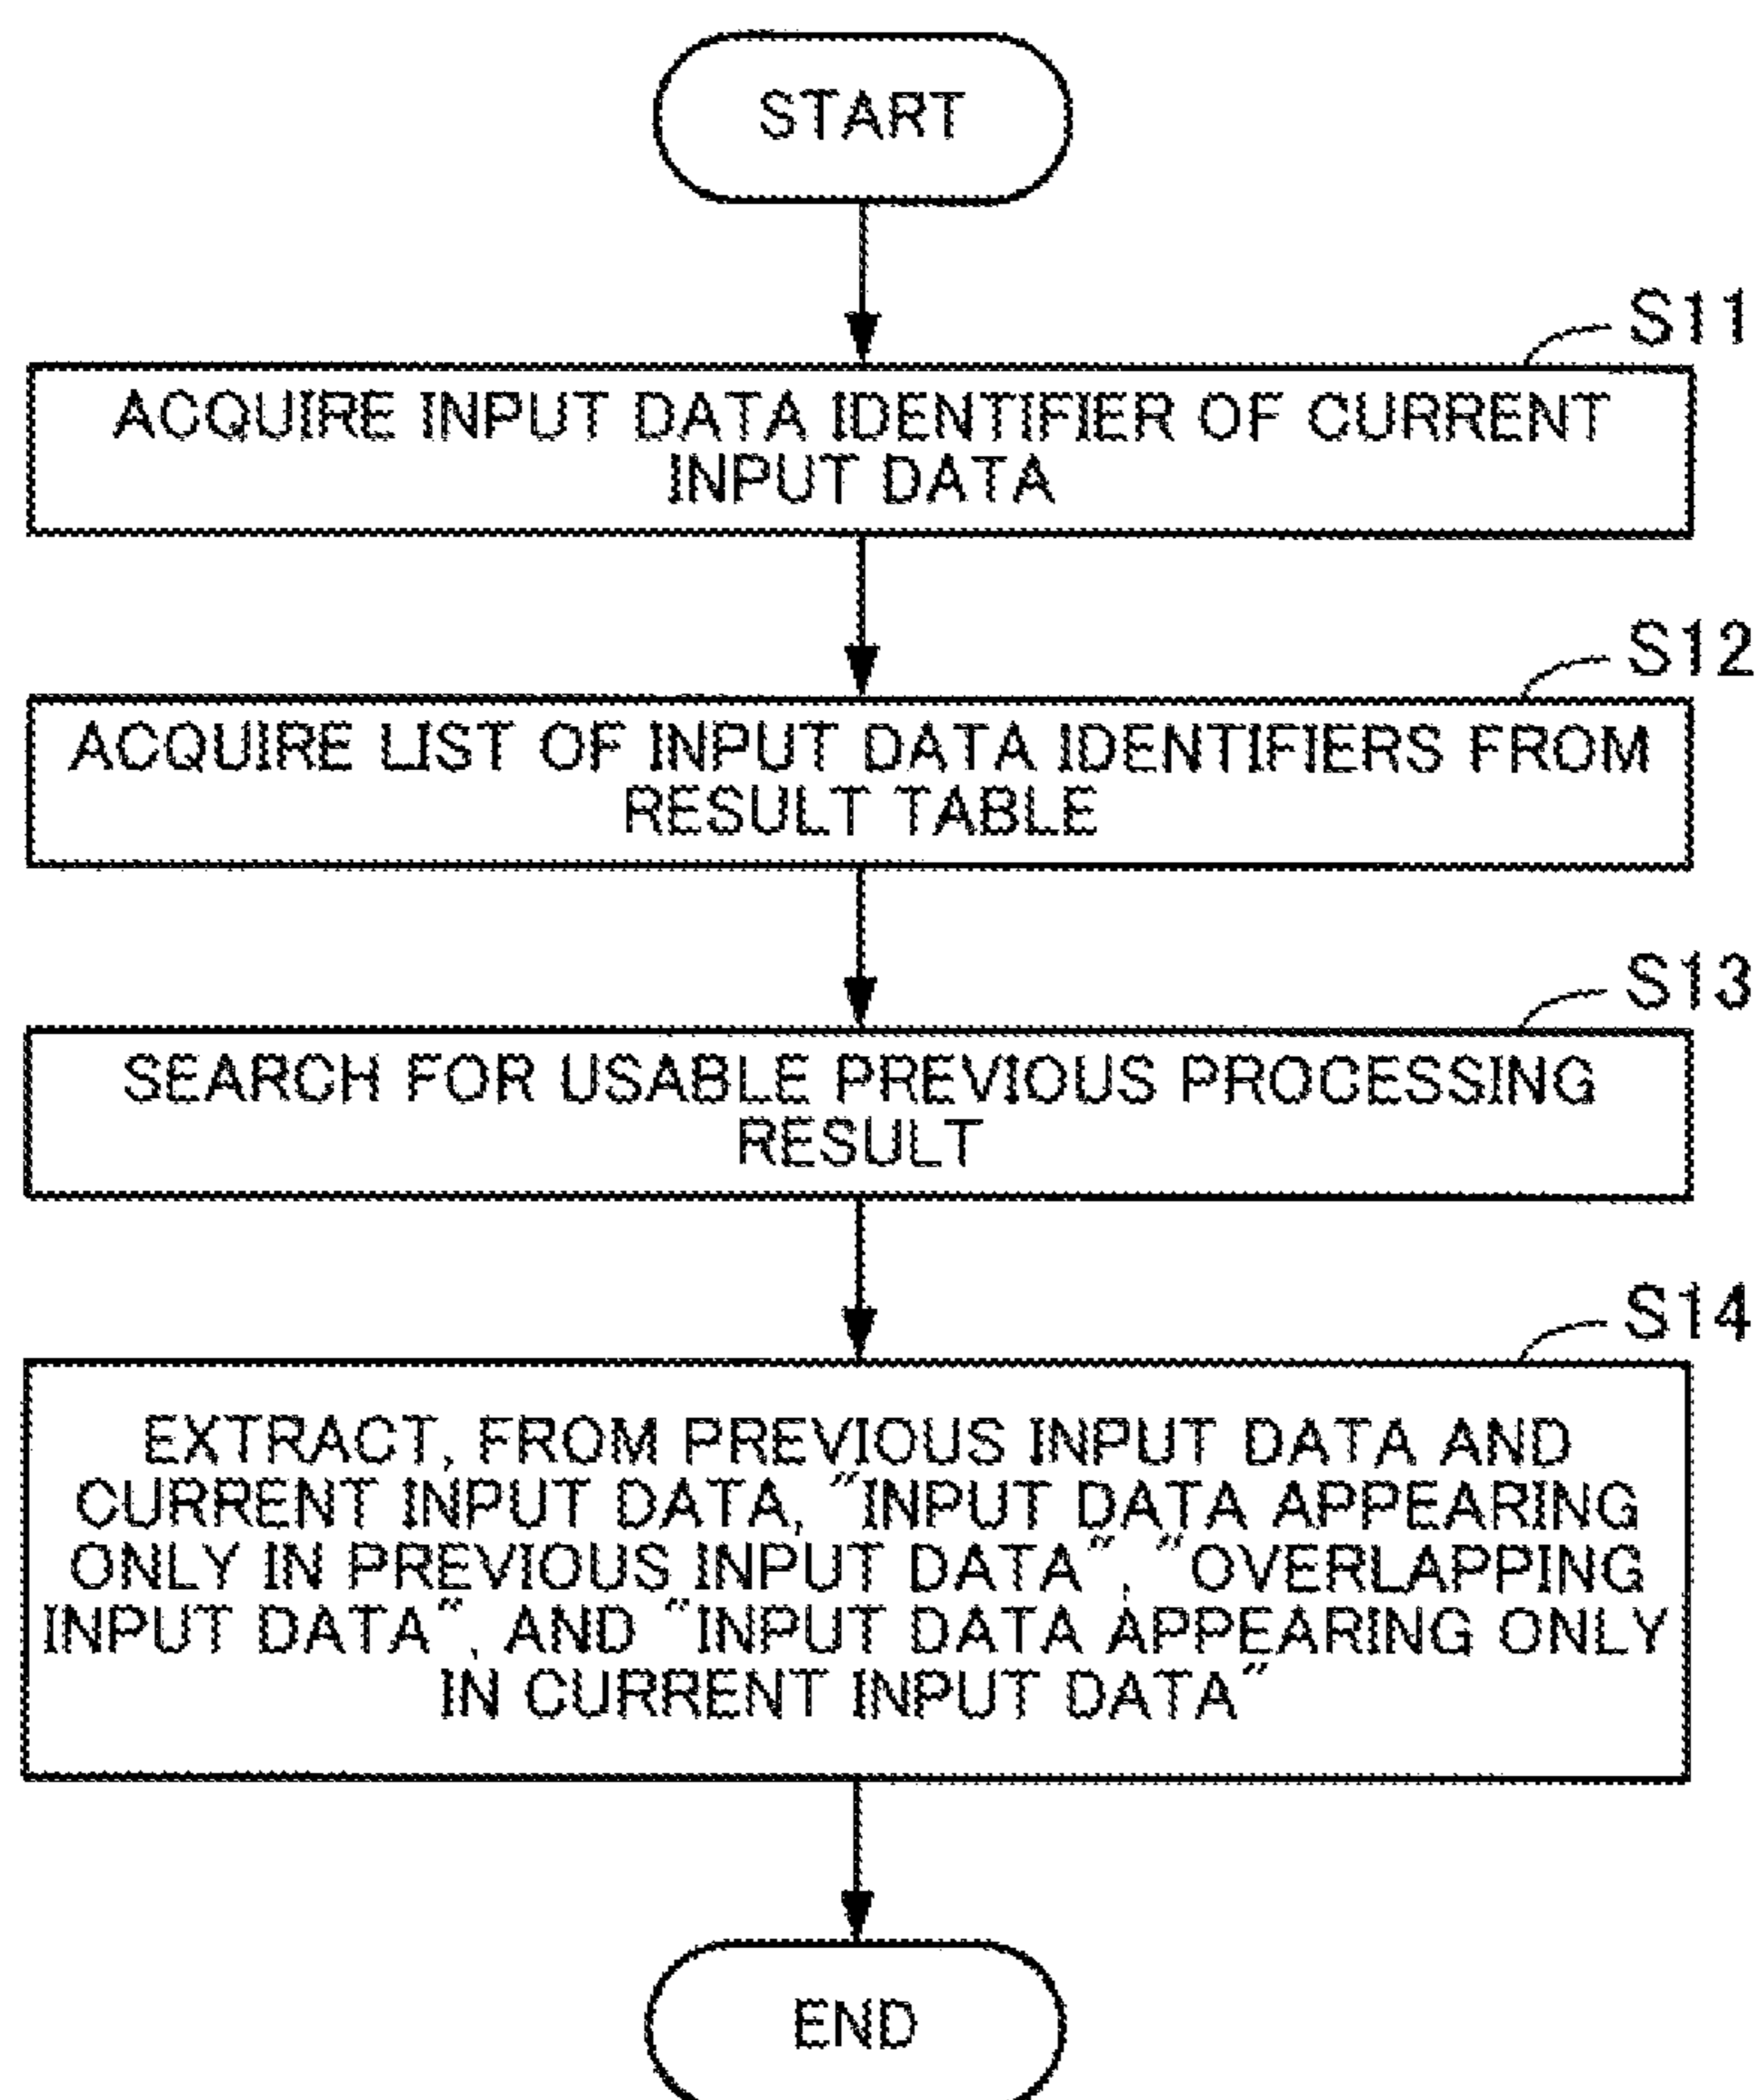 START
S11
ACQUIRE INPUT DATA IDENTIFIER OF CURRENT
INPUT DATA
S12
ACQUIRE LIST OF INPUT DATA IDENTIFIERS FROM
RESULT TABLE
S13
SEARCH FOR USABLE PREVIOUS PROCESSING
RESULT
S14
EXTRACT, FROM PREVIOUS INPUT DATA AND
CURRENT INPUT DATA, "INPUT DATA APPEARING
ONLY IN PREVIOUS INPUT DATA", "OVERLAPPING
INPUT DATA", AND "INPUT DATA APPEARING ONLY
IN CURRENT INPUT DATA"
END